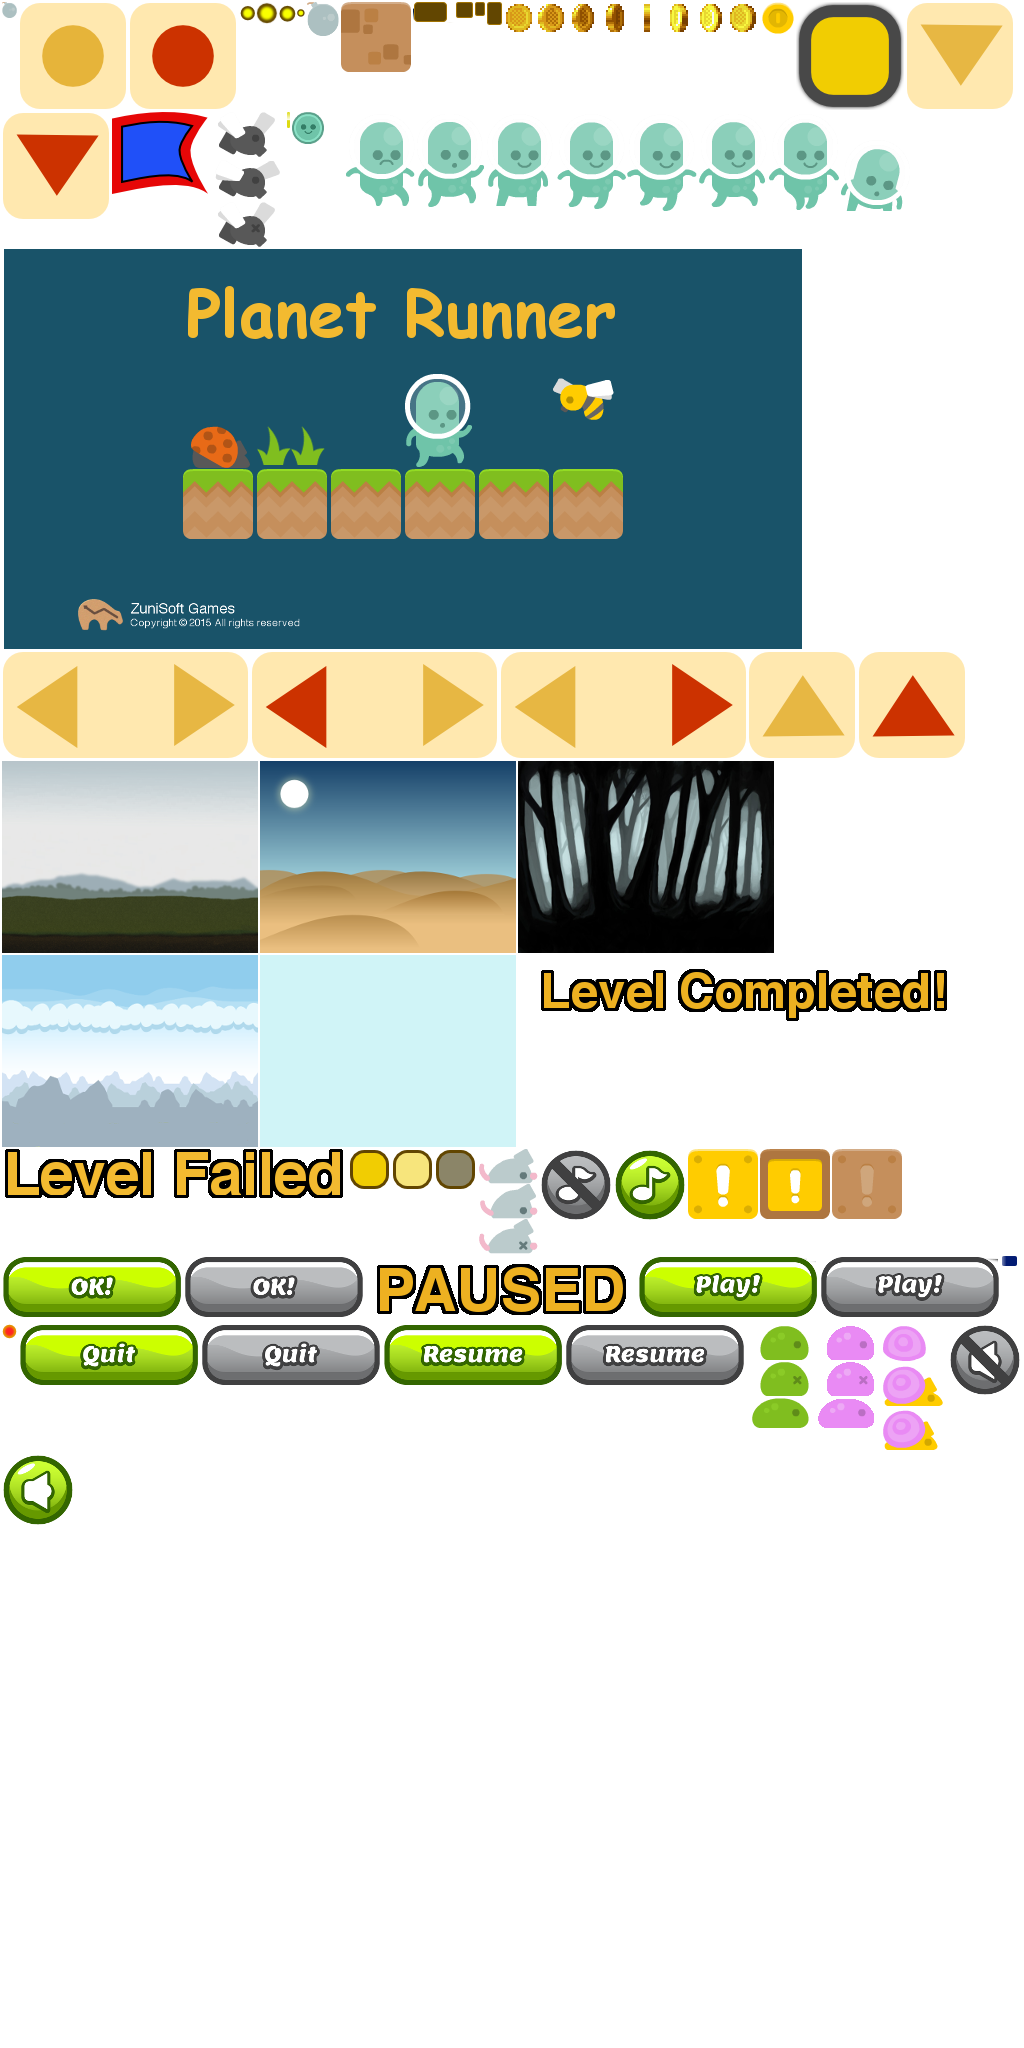 Planet Runner
ZuniSoft Games
Copyright © 2015 All rights reserved
Level Completed!
Level Failed
!
!
!
OK!
OK!
PAUSED
Play!
Play!
Quit
Quit
Resume
Resume